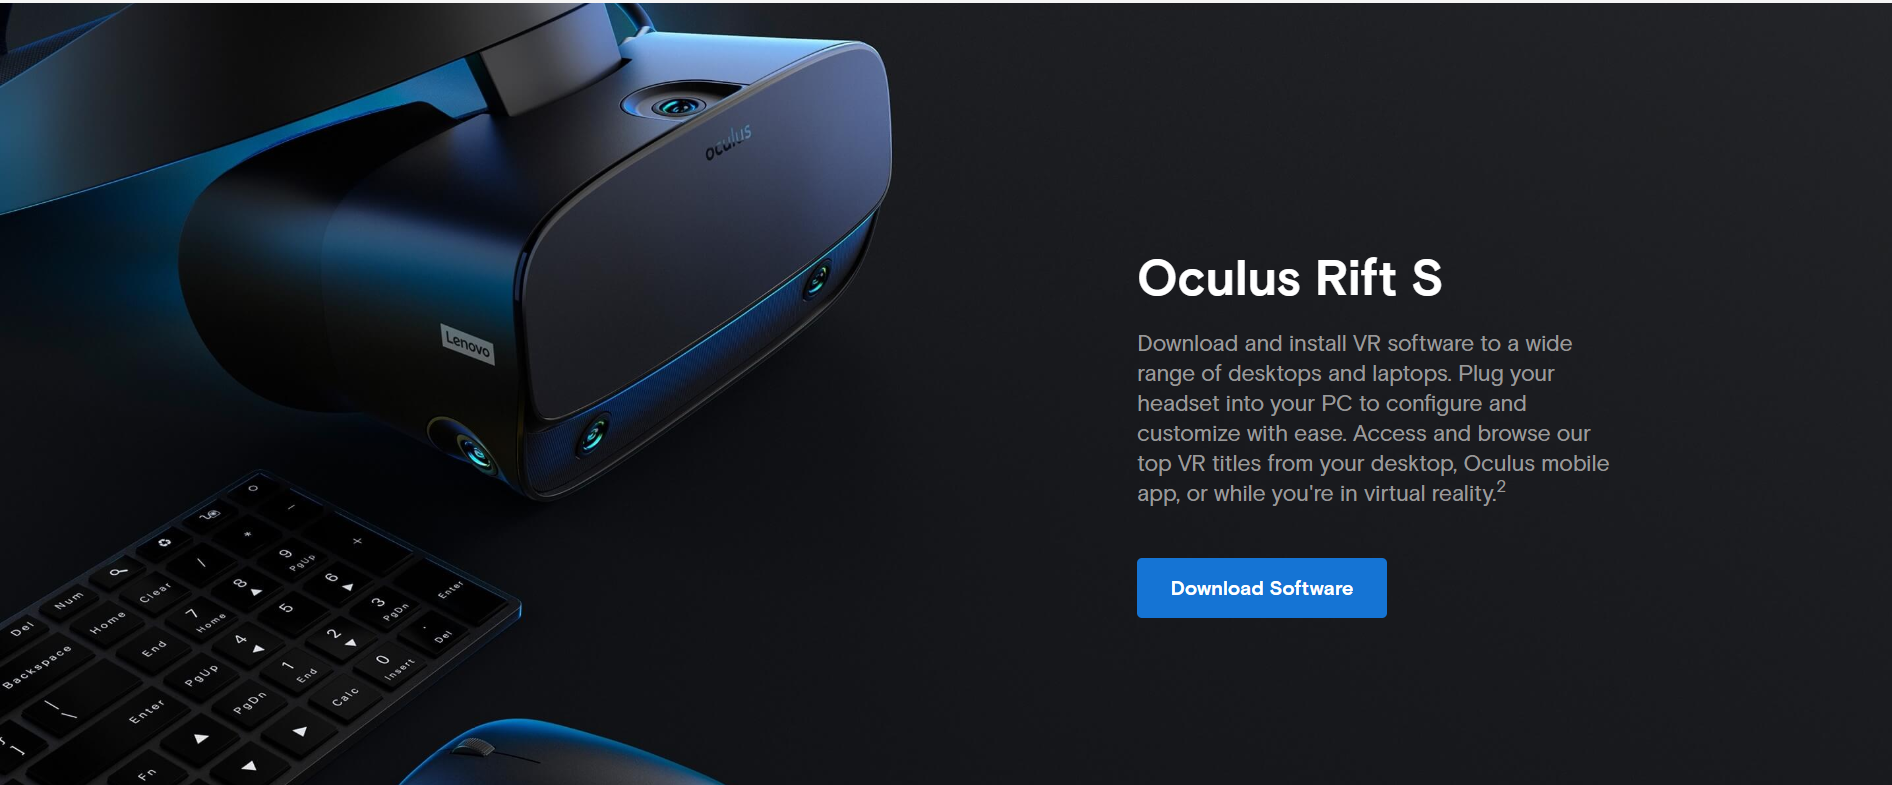 oculus
Lenovo
Oculus Rift S
Download and install VR software to a wide
range of desktops and laptops. Plug your
headset into your PC to configure and
customize with ease. Access and browse our
top VR titles from your desktop, Oculus mobile
app, or while you're in virtual reality.2
Download Software
Del
Num
Clear
/
*
-
+
Backspace
Home
End
7 Home
8
9 PgUp
\ |
Enter
PgUp
4
5
6
Enter
]
PgDn
1 End
2
3 PgDn
Fn
Calc
0 Insert
. Del